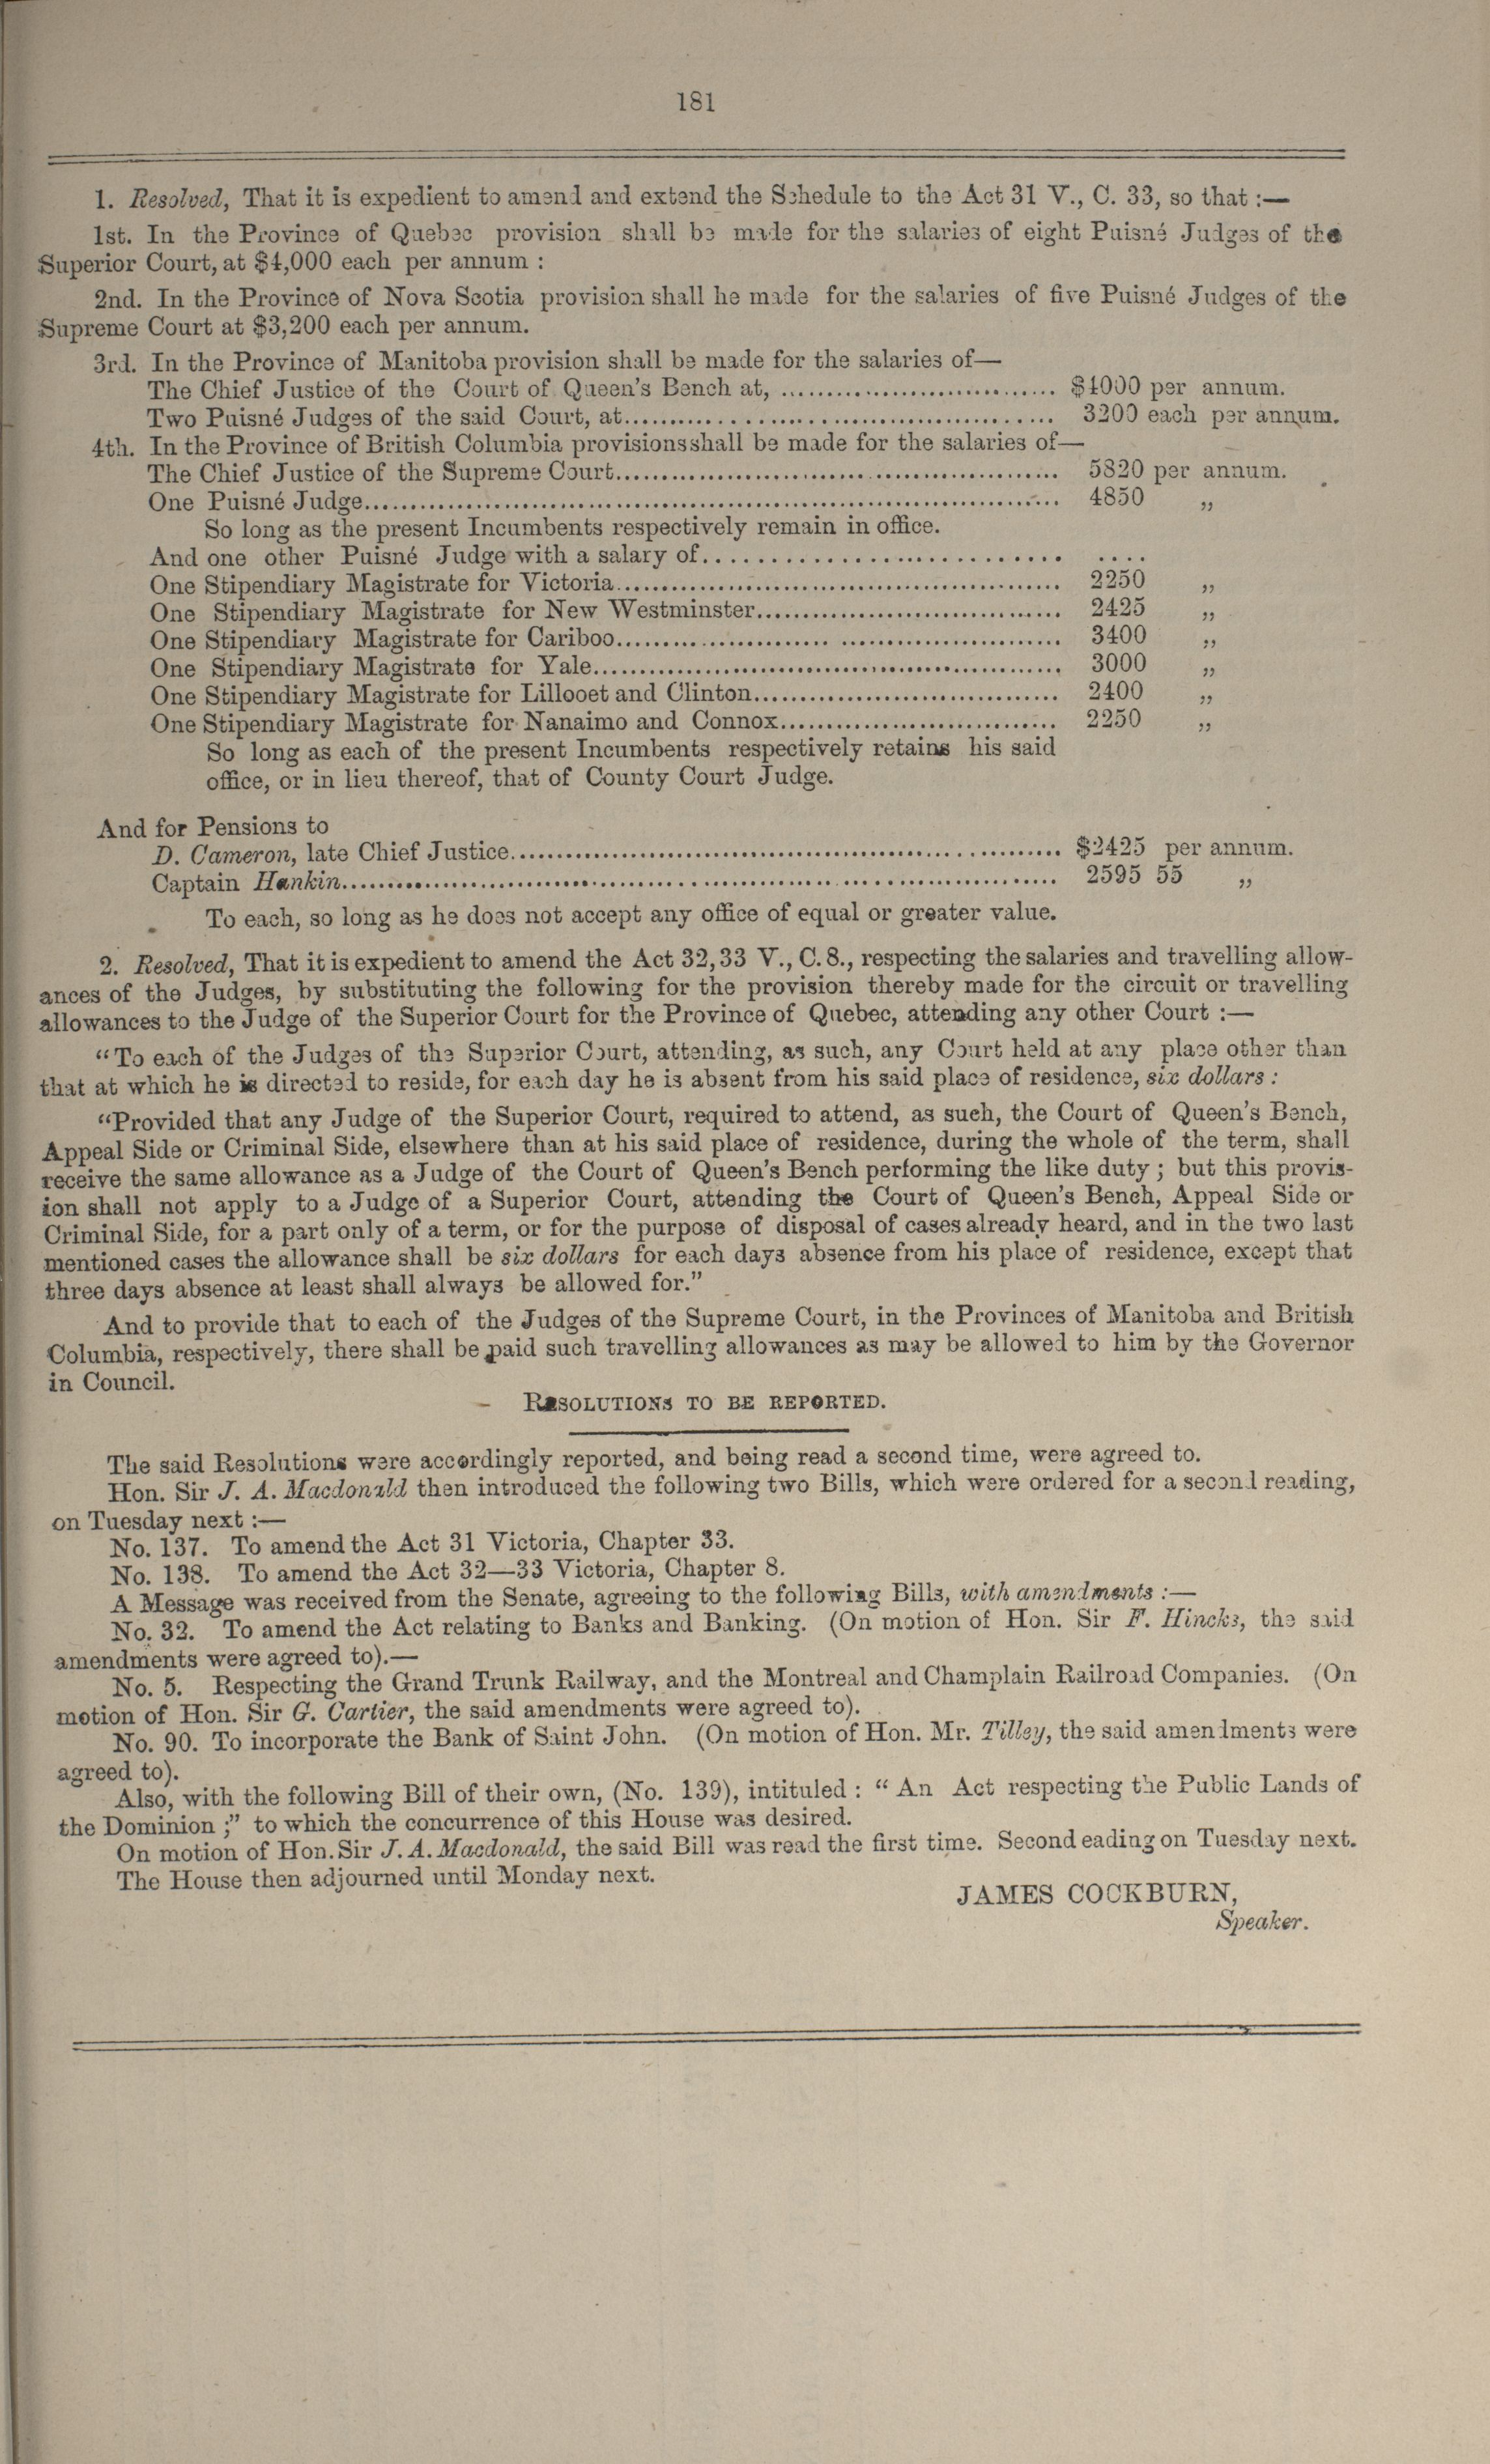 181
1. Resolved, That it is expedient to amend and extend the Schedule to the Act 31 V., C. 33, so that :—
1st. In the Province of Quebec provision shall be made for the salaries of eight Puisné Judges of the
Superior Court, at $4,000 each per annum :
2nd. In the Province of Nova Scotia provision shall he made for the salaries of five Puisné Judges of the
Supreme Court at $3,200 each per annum.
3rd. In the Province of Manitoba provision shall be made for the salaries of—
The Chief Justice of the Court of Queen's Bench at, .............................. $4000 per annum.
Two Puisné Judges of the said Court, at.............................................. 3200 each per annum.
4th. In the Province of British Columbia provisionsshall be made for the salaries of—
The Chief Justice of the Supreme Court................................................ 5820 per annum.
One Puisné Judge........................................................................... 4850 „
So long as the present Incumbents respectively remain in office.
And one other Puisné Judge with a salary of.............................. ....
One Stipendiary Magistrate for Victoria................................................ 2250 „
One Stipendiary Magistrate for New Westminster................................. 2425 „
One Stipendiary Magistrate for Cariboo................................................ 3400 „
One Stipendiary Magistrate for Yale................................................... 3000 „
One Stipendiary Magistrate for Lillooet and Clinton................................. 2400 „
One Stipendiary Magistrate for Nanaimo and Connox.............................. 2250 „
So long as each of the present Incumbents respectively retains his said
office, or in lieu thereof, that of County Court Judge.
And for Pensions to
D. Cameron, late Chief Justice............................................................ $2425 per annum.
Captain Hankin.............................................................................. 2595 55 „
To each, so long as he does not accept any office of equal or greater value.
2. Resolved, That it is expedient to amend the Act 32,33 V., C. 8., respecting the salaries and travelling allow-
ances of the Judges, by substituting the following for the provision thereby made for the circuit or travelling
allowances to the Judge of the Superior Court for the Province of Quebec, attending any other Court :—
“To each of the Judges of the Superior Court, attending, as such, any Court held at any place other than
that at which he is directed to reside, for each day he is absent from his said place of residence, six dollars :
“Provided that any Judge of the Superior Court, required to attend, as such, the Court of Queen's Bench,
Appeal Side or Criminal Side, elsewhere than at his said place of residence, during the whole of the term, shall
receive the same allowance as a Judge of the Court of Queen's Bench performing the like duty ; but this provis-
ion shall not apply to a Judge of a Superior Court, attending the Court of Queen's Bench, Appeal Side or
Criminal Side, for a part only of a term, or for the purpose of disposal of cases already heard, and in the two last
mentioned cases the allowance shall be six dollars for each days absence from his place of residence, except that
three days absence at least shall always be allowed for.”
And to provide that to each of the Judges of the Supreme Court, in the Provinces of Manitoba and British
Columbia, respectively, there shall be paid such travelling allowances as may be allowed to him by the Governor
in Council.
RESOLUTIONS TO BE REPORTED.
The said Resolutions were accordingly reported, and being read a second time, were agreed to.
Hon. Sir J. A. Macdonald then introduced the following two Bills, which were ordered for a second reading,
on Tuesday next :—
No. 137. To amend the Act 31 Victoria, Chapter 33.
No. 138. To amend the Act 32—33 Victoria, Chapter 8.
A Message was received from the Senate, agreeing to the following Bills, with amendments :—
No. 32. To amend the Act relating to Banks and Banking. (On motion of Hon. Sir F. Hincks, the said
amendments were agreed to).—
No. 5. Respecting the Grand Trunk Railway, and the Montreal and Champlain Railroad Companies. (On
motion of Hon. Sir G. Cartier, the said amendments were agreed to).
No. 90. To incorporate the Bank of Saint John. (On motion of Hon. Mr. Tilley, the said amendments were
agreed to).
Also, with the following Bill of their own, (No. 139), intituled : “ An Act respecting the Public Lands of
the Dominion ;” to which the concurrence of this House was desired.
On motion of Hon. Sir J. A. Macdonald, the said Bill was read the first time. Second eading on Tuesday next.
The House then adjourned until Monday next.
JAMES COCKBURN,
Speaker.